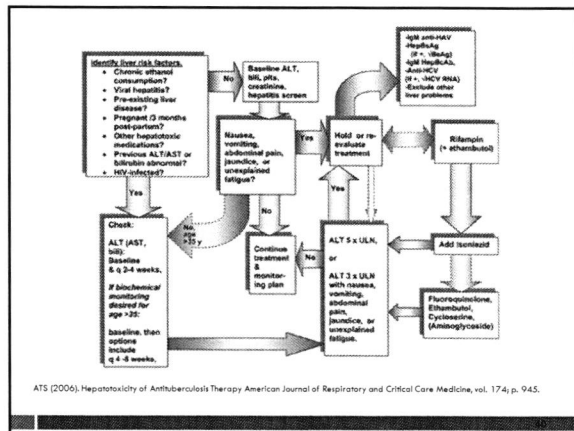 Identify liver risk factors.
• Chronic ethanol
consumption?
• Viral hepatitis?
• Pre-existing liver
disease?
• Pregnant /3 months
post-partum?
• Other hepatotoxic
medications?
• Previous ALT/AST or
bilirubin abnormal?
• HIV-infected?
No
Baseline ALT,
bili, plts,
creatinine,
hepatitis screen
-IgM anti-HAV
-HepBsAg
-IgM HepBcAb,
-Anti-HCV
-Exclude other
liver problems
Nausea,
vomiting,
abdominal pain,
jaundice, or
unexplained
fatigue?
Yes
Hold or re-
evaluate
treatment
Rifampin
(+ ethambutol)
Yes
No,
age
>35 y
No
Yes
Check:
ALT (AST,
bili):
Baseline
& q 2-4 weeks.
If biochemical
monitoring
desired for
age >35:
baseline, then
options
include
q 4 -8 weeks.
Continue
treatment
& monitor-
ing plan
No
ALT 5 x ULN,
or
ALT 3 x ULN
with nausea,
vomiting,
abdominal
pain,
jaundice, or
unexplained
fatigue.
Add Isoniazid
Fluoroquinolone,
Ethambutol,
Cycloserine,
(Aminoglycoside)
ATS (2006). Hepatotoxicity of Antituberculosis Therapy American Journal of Respiratory and Critical Care Medicine, vol. 174; p. 945.